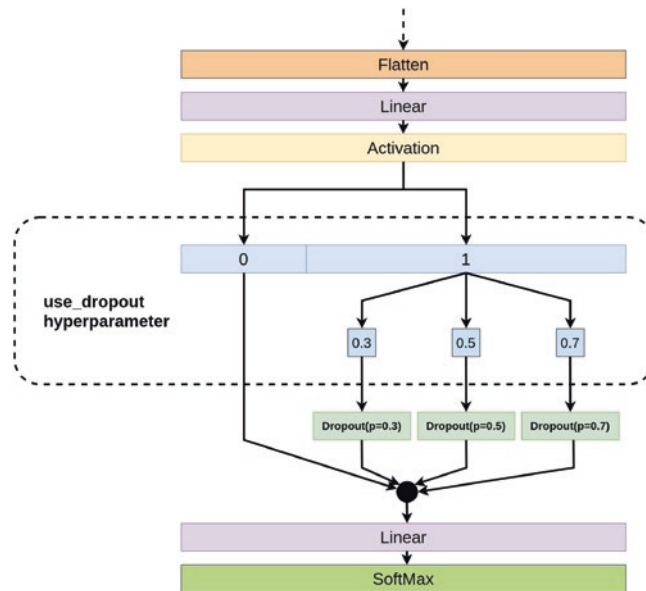 Flatten
Linear
Activation
0
1
use_dropout
hyperparameter
0.3
0.5
0.7
Dropout(p=0.3)
Dropout(p=0.5)
Dropout(p=0.7)
Linear
SoftMax